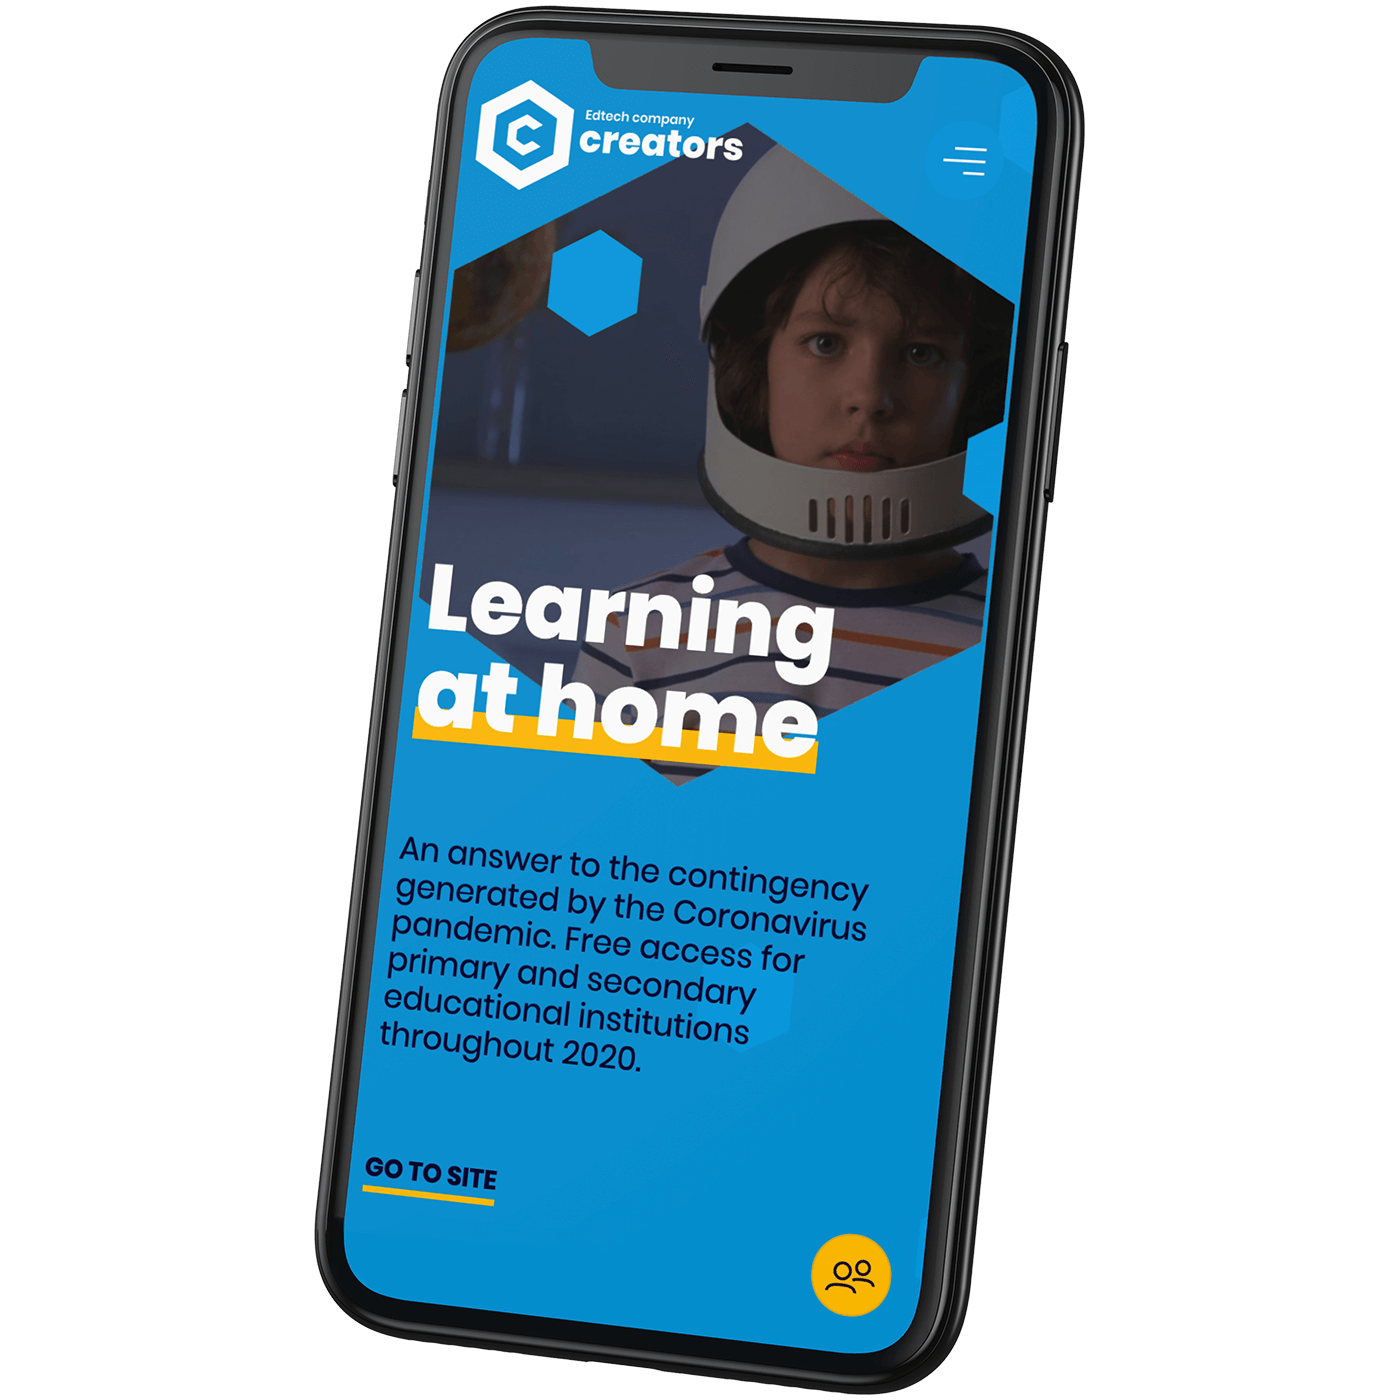 Edtech company
creators
Learning
at home
An answer to the contingency
generated by the Coronavirus
pandemic. Free access for
primary and secondary
educational institutions
throughout 2020.
GO TO SITE